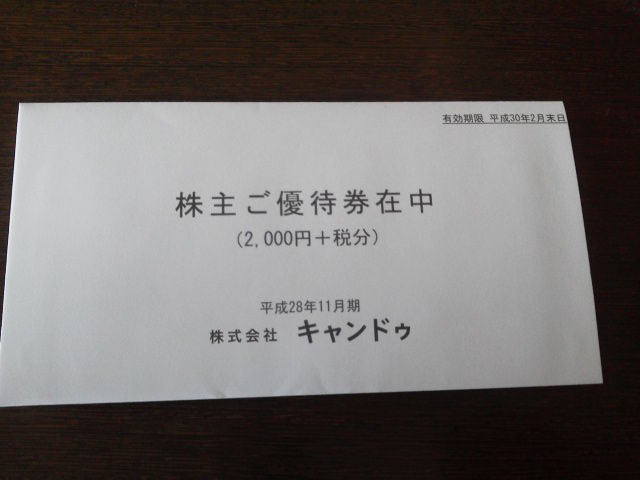 有効期限 平成30年2月末日
株主ご優待券在中
(2,000円＋税分)
平成28年11月期
株式会社 キャンドゥ